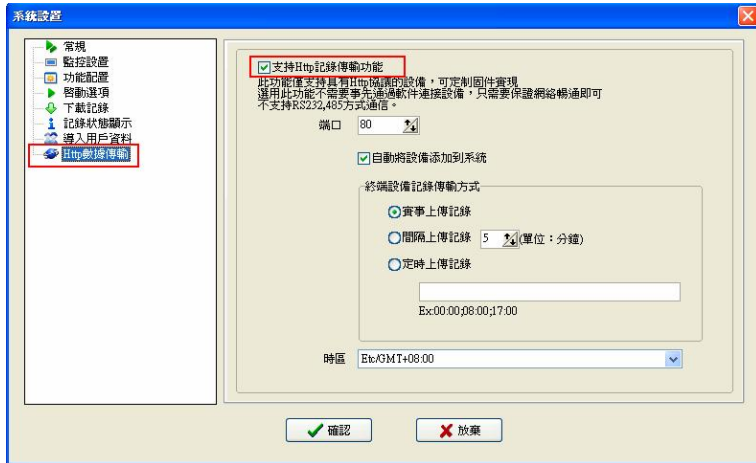 系統設置
常規
監控設置
功能配置
啓動選項
下載記錄
記錄狀態顯示
導入用戶資料
Http數據傳輸
支持Http記錄傳輸功能
此功能僅支持具有Http協議的設備，可定制固件實現
選用此功能不需要事先通過軟件連接設備，只需要保證網絡暢通即可
不支持RS232,485方式通信。
端口 80
自動將設備添加到系統
終端設備記錄傳輸方式
實事上傳記錄
間隔上傳記錄 5 (單位：分鐘)
定時上傳記錄
Ex:00:00;08:00;17:00
時區 Etc/GMT+08:00
確認 放棄